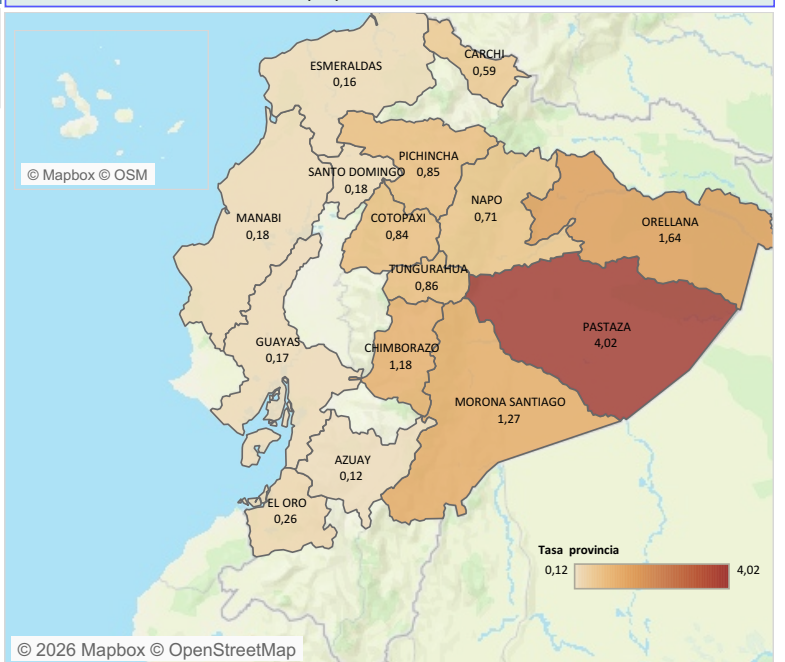 ESMERALDAS
0,16
CARCHI
0,59
© Mapbox © OSM
PICHINCHA
0,85
SANTO DOMINGO
0,18
NAPO
0,71
MANABI
0,18
COTOPAXI
0,84
ORELLANA
1,64
TUNGURAHUA
0,86
PASTAZA
4,02
GUAYAS
0,17
CHIMBORAZO
1,18
MORONA SANTIAGO
1,27
AZUAY
0,12
EL ORO
0,26
Tasa provincia
0,12 4,02
© 2026 Mapbox © OpenStreetMap